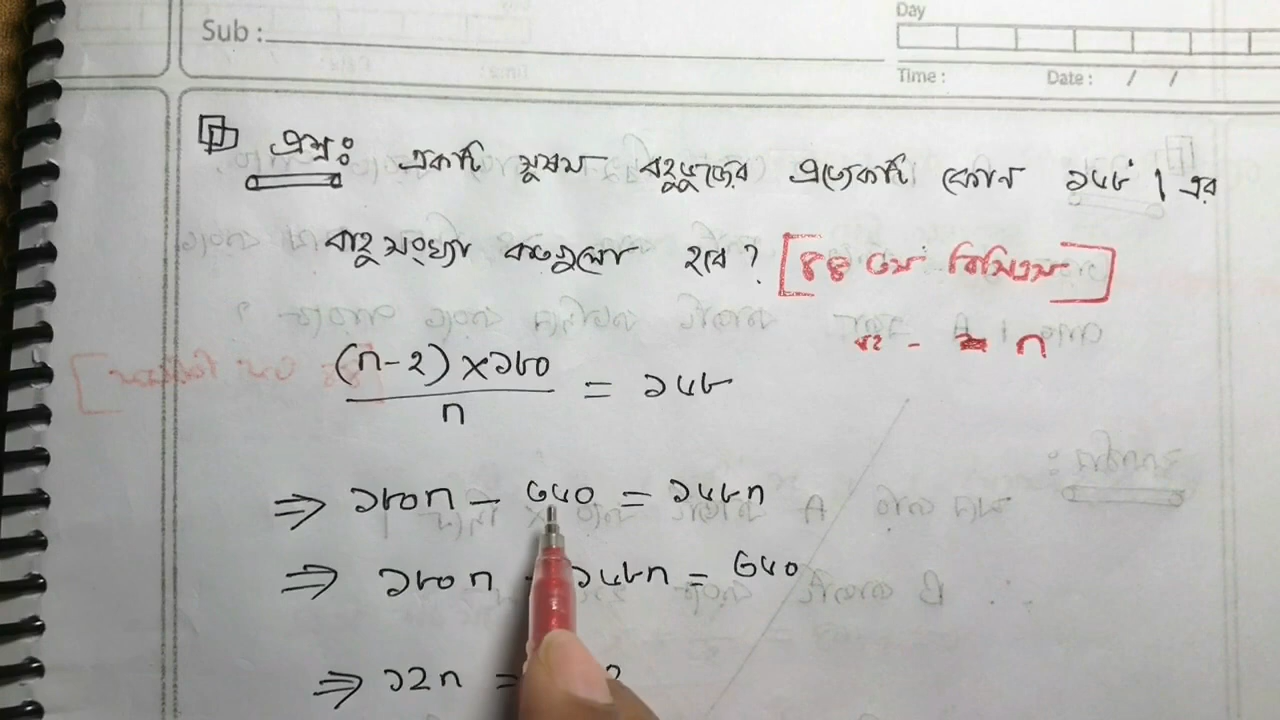 Day
Sub :
Time : Date : / /
প্রশ্নঃ একটি সুষম বহুভুজের প্রত্যেকটি কোন ১৬৮° । এর
বাহুসংখ্যা কতগুলো হবে? [৪৪ তম বিসিএস]
n
(n-২) × ১৮০
n
= ১৬৮
⇒ ১৮০n - ৩৬০ = ১৬৮n
⇒ ১৮০n - ১৬৮n = ৩৬০
⇒ ১২n =